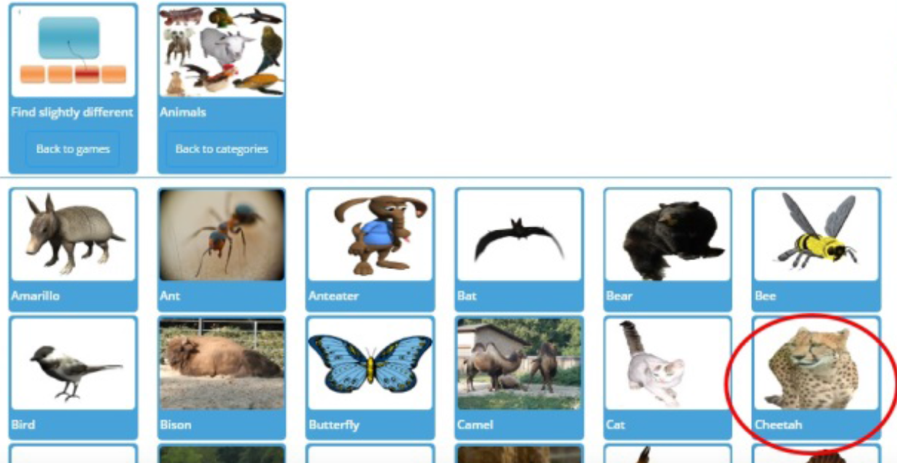 Find slightly different
Animals
Back to games
Back to categories
Amarillo
Ant
Anteater
Bat
Bear
Bee
Bird
Bison
Butterfly
Camel
Cat
Cheetah